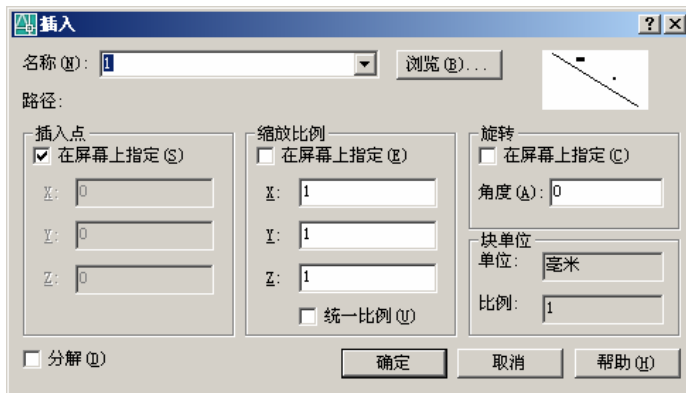 插入
名称(N): 1 浏览(B)...
路径:
插入点 缩放比例 旋转
在屏幕上指定(S) 在屏幕上指定(E) 在屏幕上指定(C)
X: 0 X: 1 角度(A): 0
Y: 0 Y: 1 块单位
单位: 毫米
Z: 0 Z: 1
比例: 1
统一比例(U)
分解(D) 确定 取消 帮助(H)